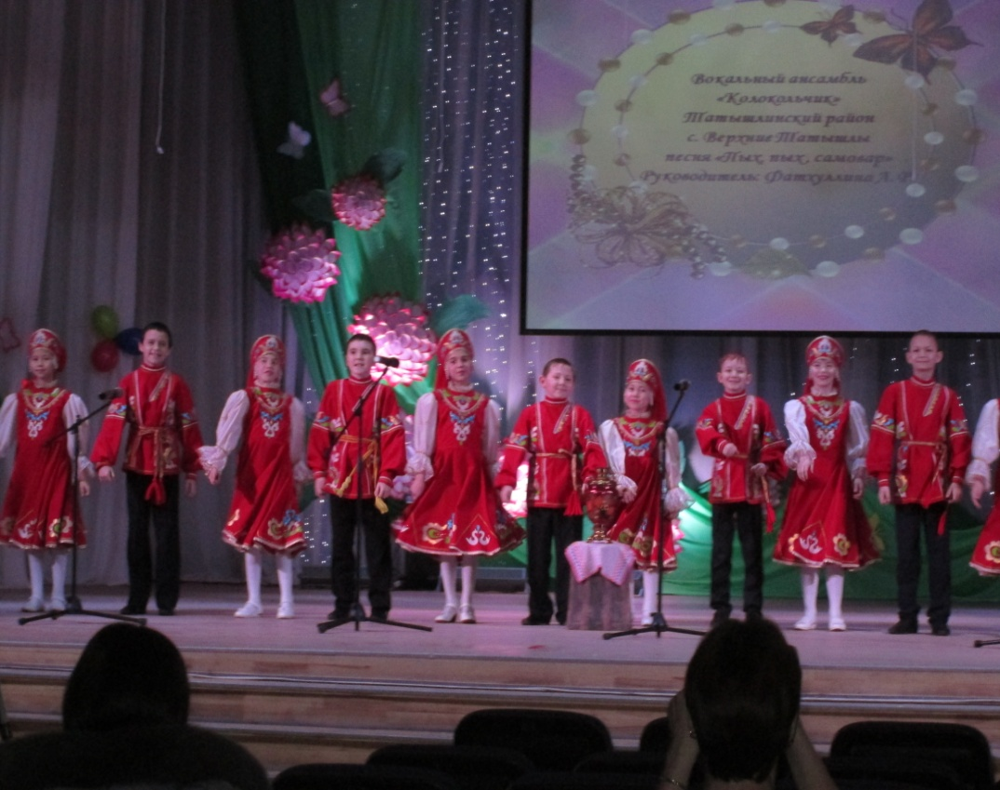 Вокальный ансамбль
«Колокольчик»
Татышлинский район
с. Верхние Татышлы
песня «Пых, пых , самовар»
Руководитель: Фатхуллина А.Р